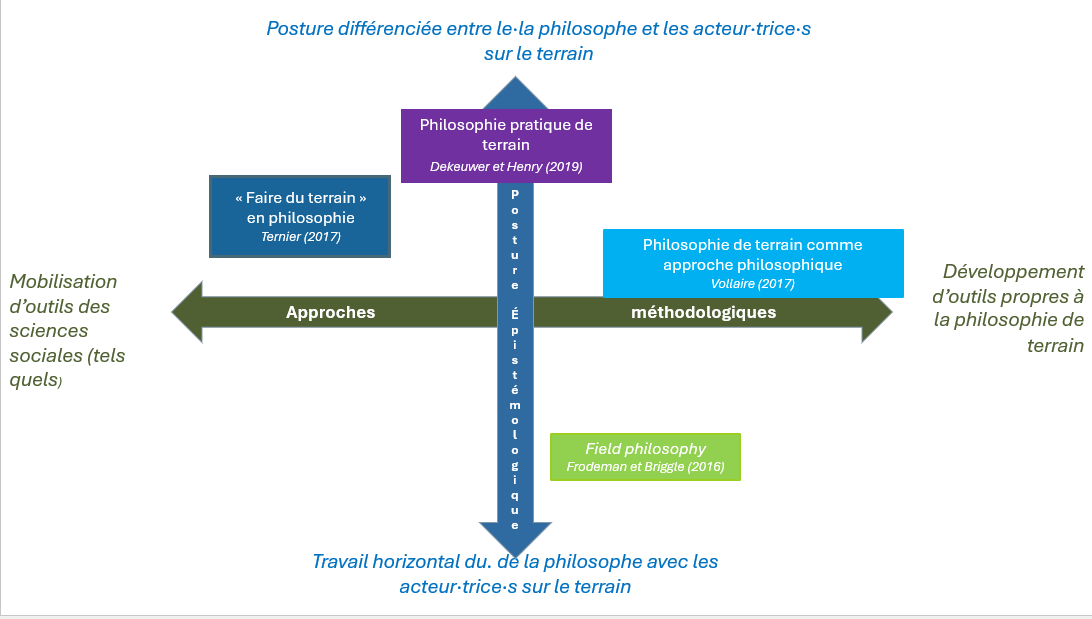 Posture différenciée entre le·la philosophe et les acteur·trice·s
sur le terrain
Philosophie pratique de
terrain
Dekeuwer et Henry (2019)
« Faire du terrain »
en philosophie
Ternier (2017)
Philosophie de terrain comme
approche philosophique
Vollaire (2017)
Mobilisation
d’outils des
sciences
sociales (tels
quels)
Approches
méthodologiques
Développement
d’outils propres à
la philosophie de
terrain
Posture Épistémologique
Field philosophy
Frodeman et Briggle (2016)
Travail horizontal du. de la philosophe avec les
acteur·trice·s sur le terrain